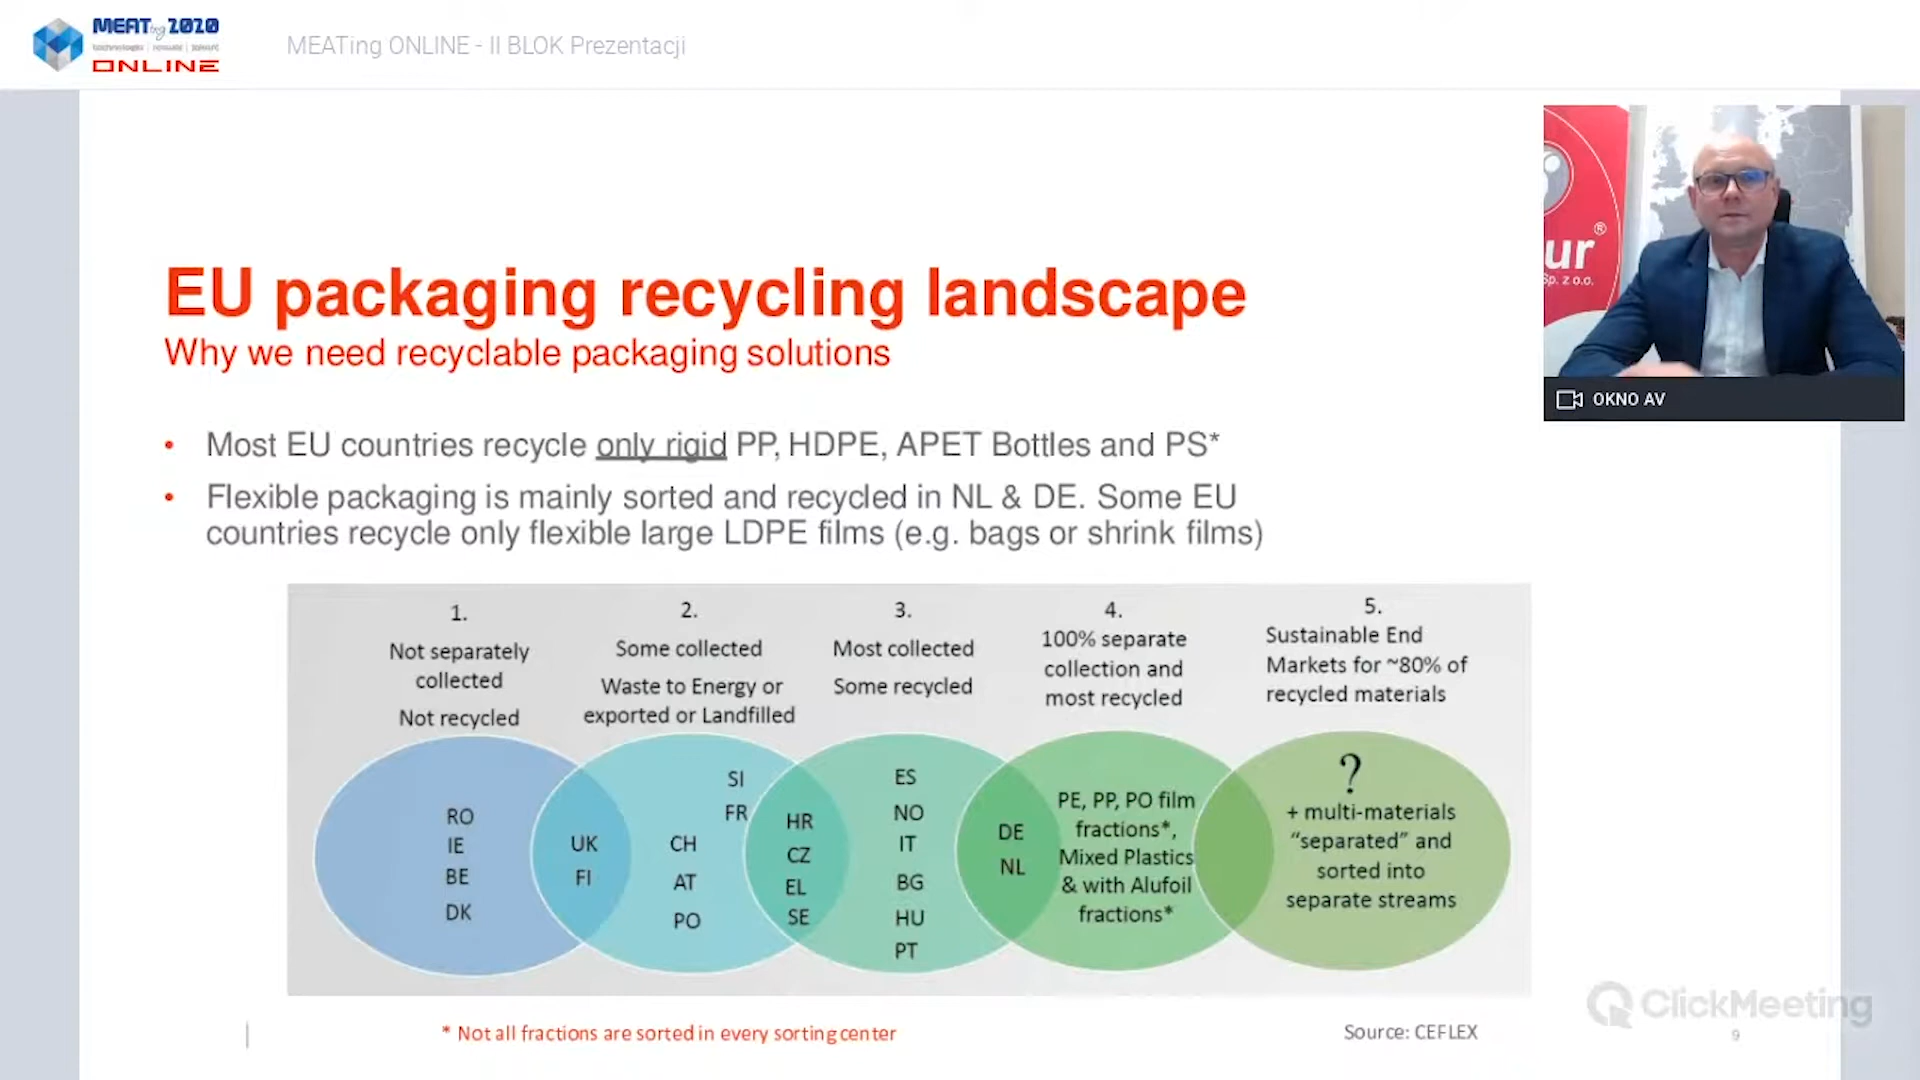 MEATing 2020
technologia | rozwój | jakość
ONLINE
MEATing ONLINE - II BLOK Prezentacji
ur®
Sp. z o.o.
OKNO AV
EU packaging recycling landscape
Why we need recyclable packaging solutions
• Most EU countries recycle only rigid PP, HDPE, APET Bottles and PS*
• Flexible packaging is mainly sorted and recycled in NL & DE. Some EU
countries recycle only flexible large LDPE films (e.g. bags or shrink films)
1.
Not separately
collected
Not recycled
2.
Some collected
Waste to Energy or
exported or Landfilled
3.
Most collected
Some recycled
4.
100% separate
collection and
most recycled
5.
Sustainable End
Markets for ~80% of
recycled materials
RO
IE
BE
DK
UK
FI
SI
FR
CH
AT
PO
HR
CZ
EL
SE
ES
NO
IT
BG
HU
PT
DE
NL
PE, PP, PO film
fractions*,
Mixed Plastics
& with Alufoil
fractions*
?
+ multi-materials
“separated” and
sorted into
separate streams
* Not all fractions are sorted in every sorting center
Source: CEFLEX
ClickMeeting
9